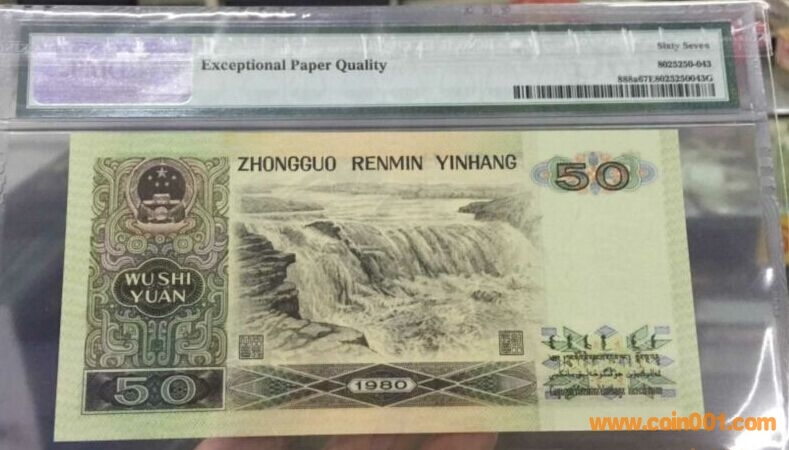 Sixty Seven
Exceptional Paper Quality
8025250-043
888a67E8025250043G
ZHONGGUO RENMIN YINHANG
50
WU SHI
YUAN
50
1980
www.coin001.com